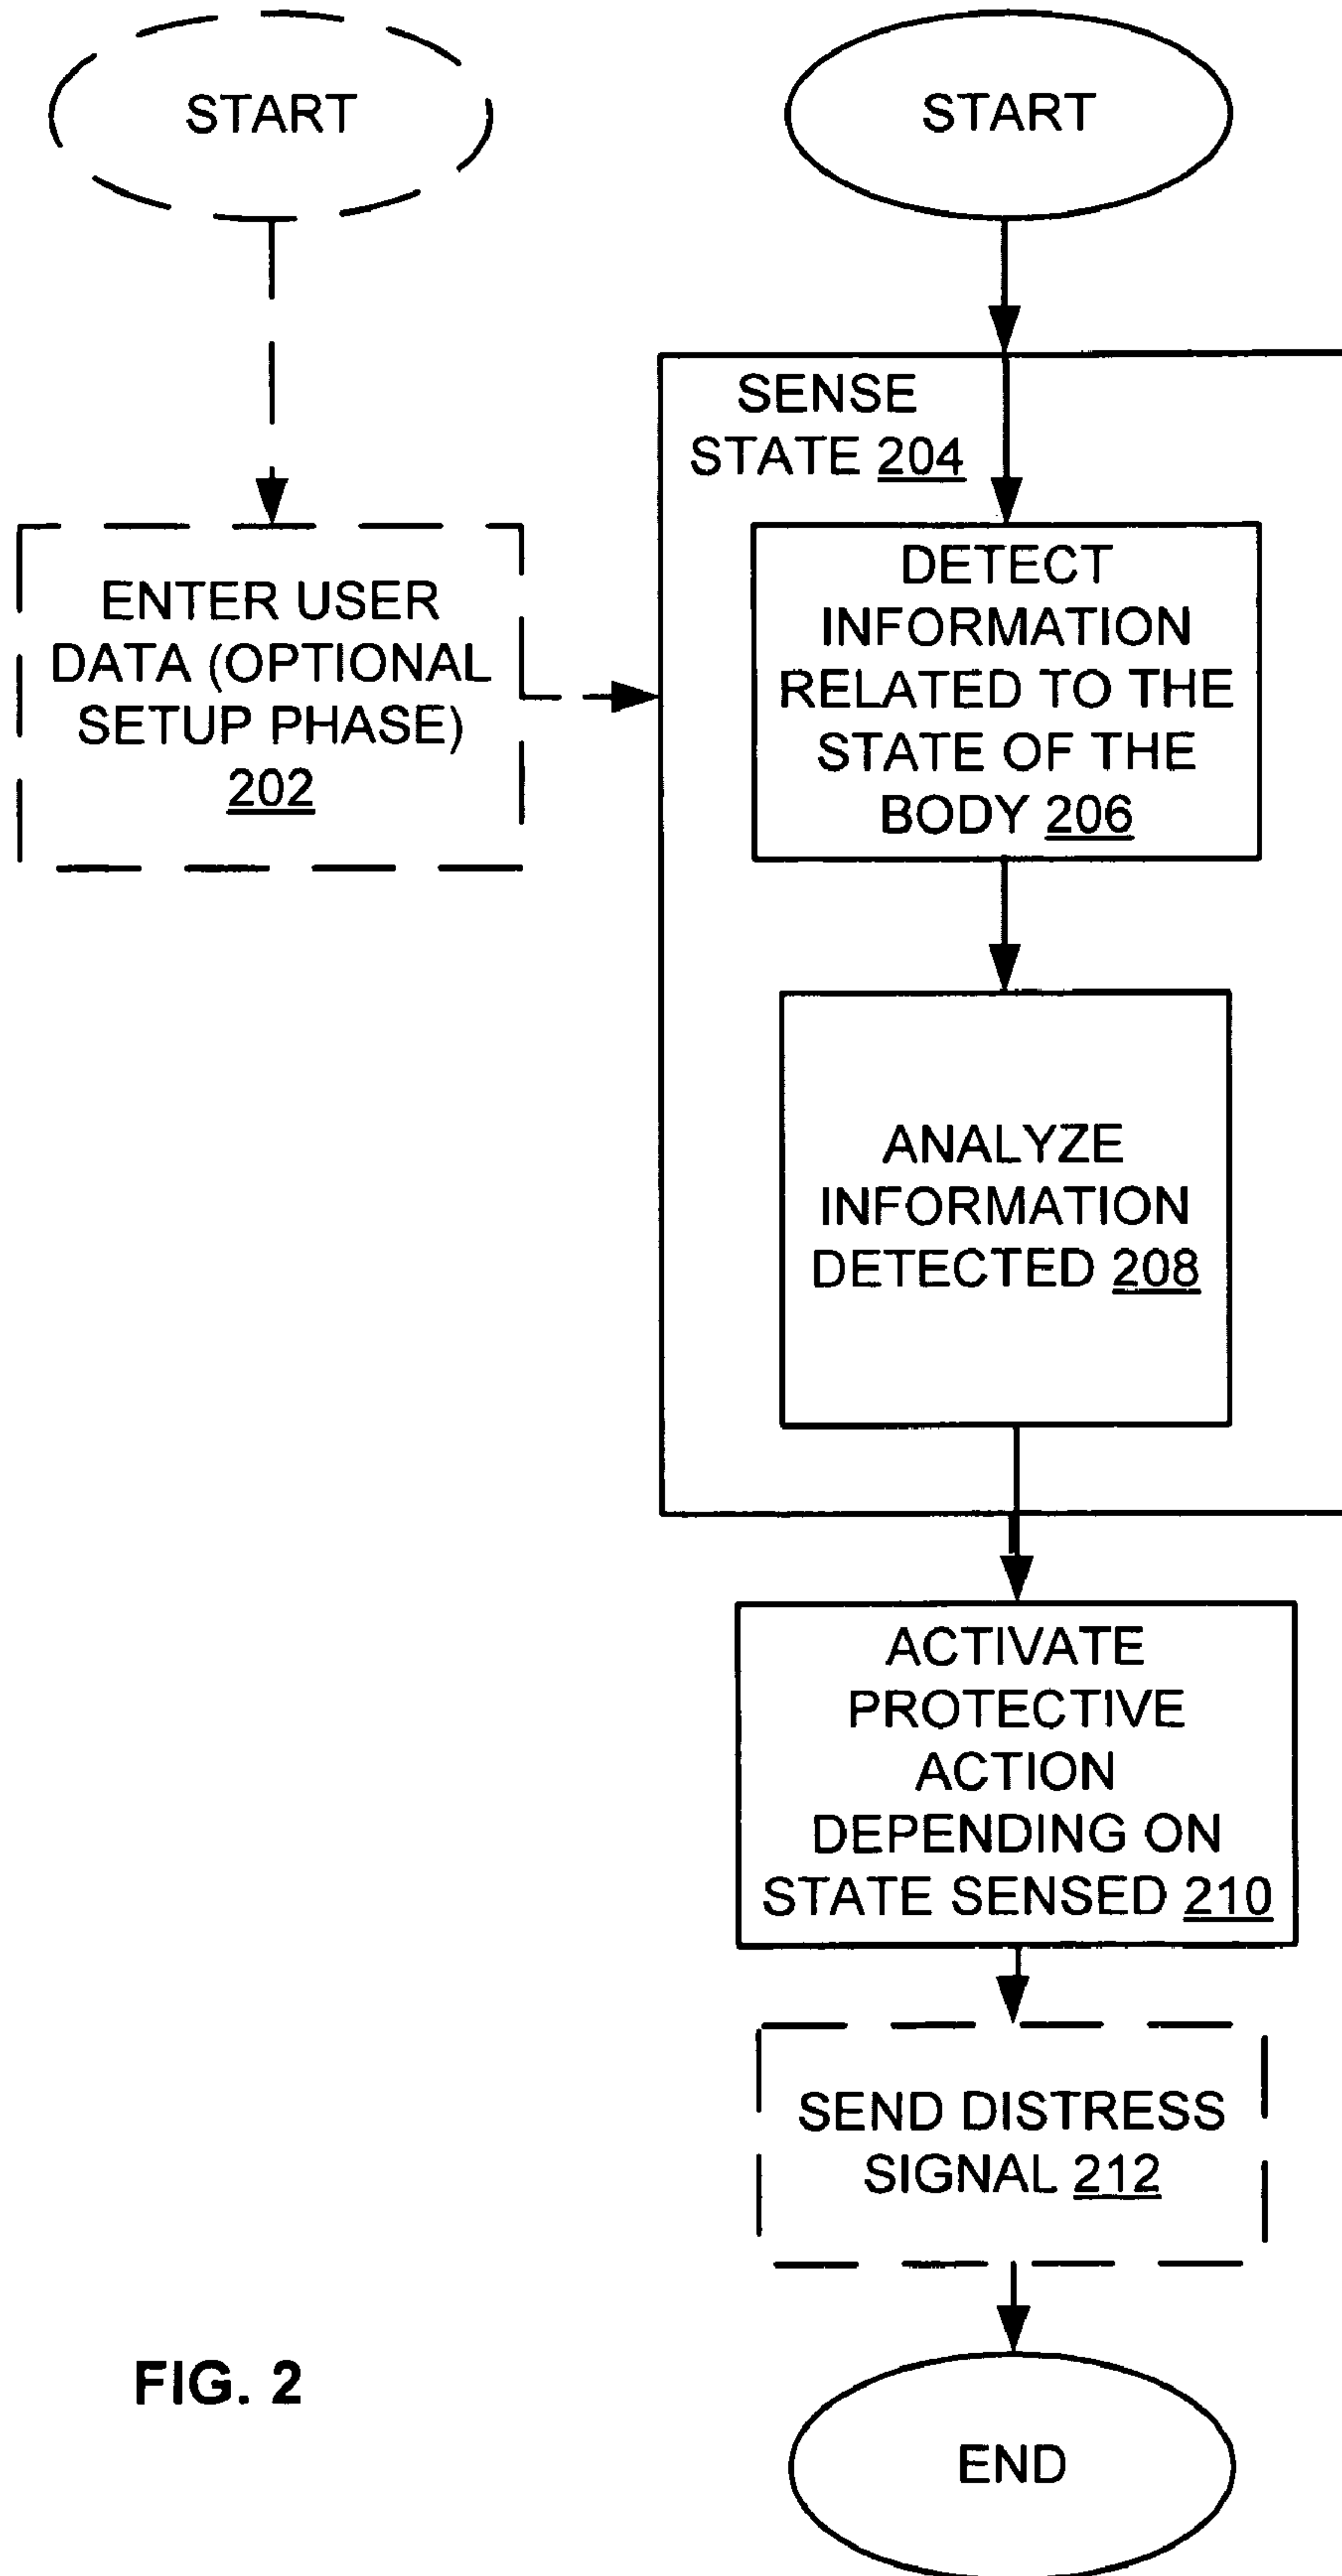 START
START
ENTER USER
DATA (OPTIONAL
SETUP PHASE)
202
SENSE
STATE 204
DETECT
INFORMATION
RELATED TO THE
STATE OF THE
BODY 206
ANALYZE
INFORMATION
DETECTED 208
ACTIVATE
PROTECTIVE
ACTION
DEPENDING ON
STATE SENSED 210
SEND DISTRESS
SIGNAL 212
END
FIG. 2